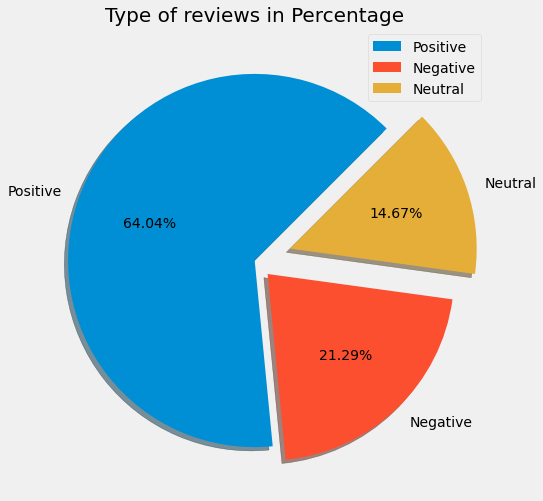 Type of reviews in Percentage
Positive
Negative
Neutral
Positive
64.04%
Neutral
14.67%
21.29%
Negative